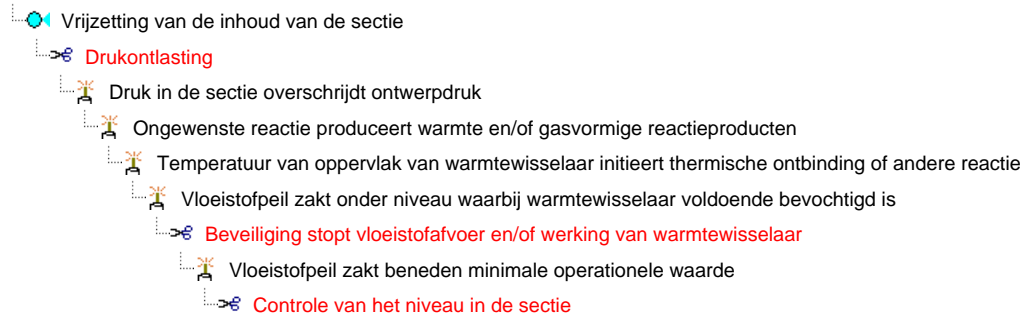 Vrijzetting van de inhoud van de sectie
Drukontlasting
Druk in de sectie overschrijdt ontwerpdruk
Ongewenste reactie produceert warmte en/of gasvormige reactieproducten
Temperatuur van oppervlak van warmtewisselaar initieert thermische ontbinding of andere reactie
Vloeistofpeil zakt onder niveau waarbij warmtewisselaar voldoende bevochtigd is
Beveiliging stopt vloeistofafvoer en/of werking van warmtewisselaar
Vloeistofpeil zakt beneden minimale operationele waarde
Controle van het niveau in de sectie